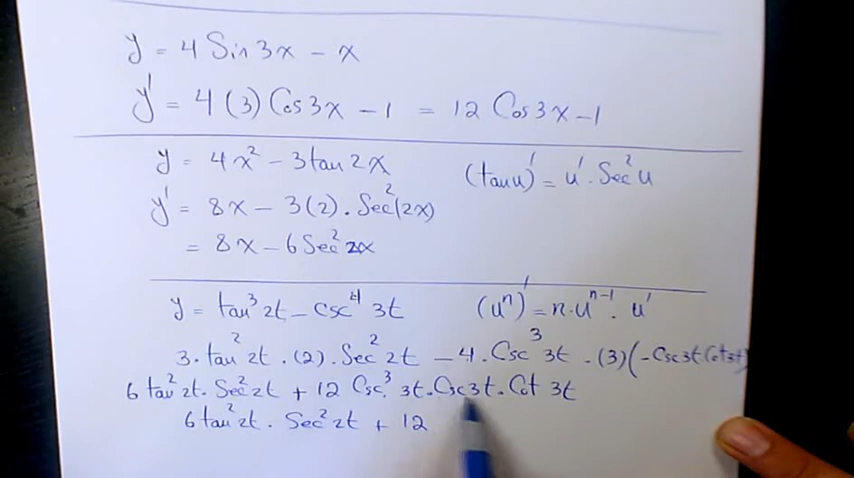 y = 4 Sin 3x - x
y' = 4 (3) Cos 3x - 1 = 12 Cos 3x - 1
y = 4x² - 3 tan 2x (tan u)' = u' . Sec² u
y' = 8x - 3(2) . Sec²(2x)
= 8x - 6 Sec² 2x
y = tan³ 2t - csc⁴ 3t (uⁿ)' = n . uⁿ⁻¹ . u'
3 . tan² 2t . (2) . Sec² 2t - 4 . Csc³ 3t . (3)(-Csc 3t Cot 3t)
6 tan² 2t . Sec² 2t + 12 Csc³ 3t . Csc 3t . Cot 3t
6 tan² 2t . Sec² 2t + 12